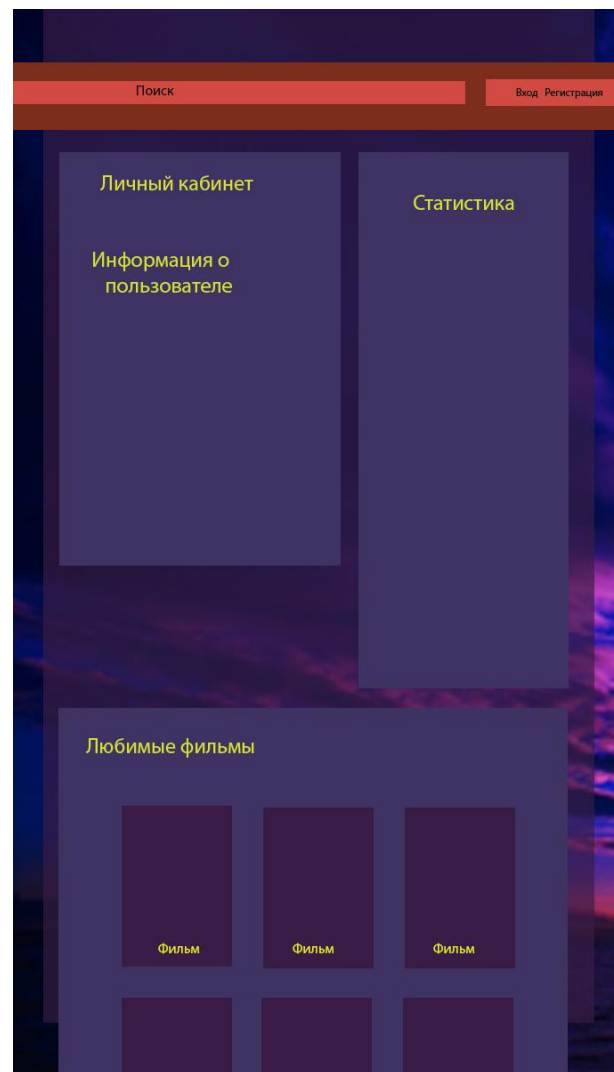 Поиск
Вход Регистрация
Личный кабинет
Статистика
Информация о
пользователе
Любимые фильмы
Фильм
Фильм
Фильм